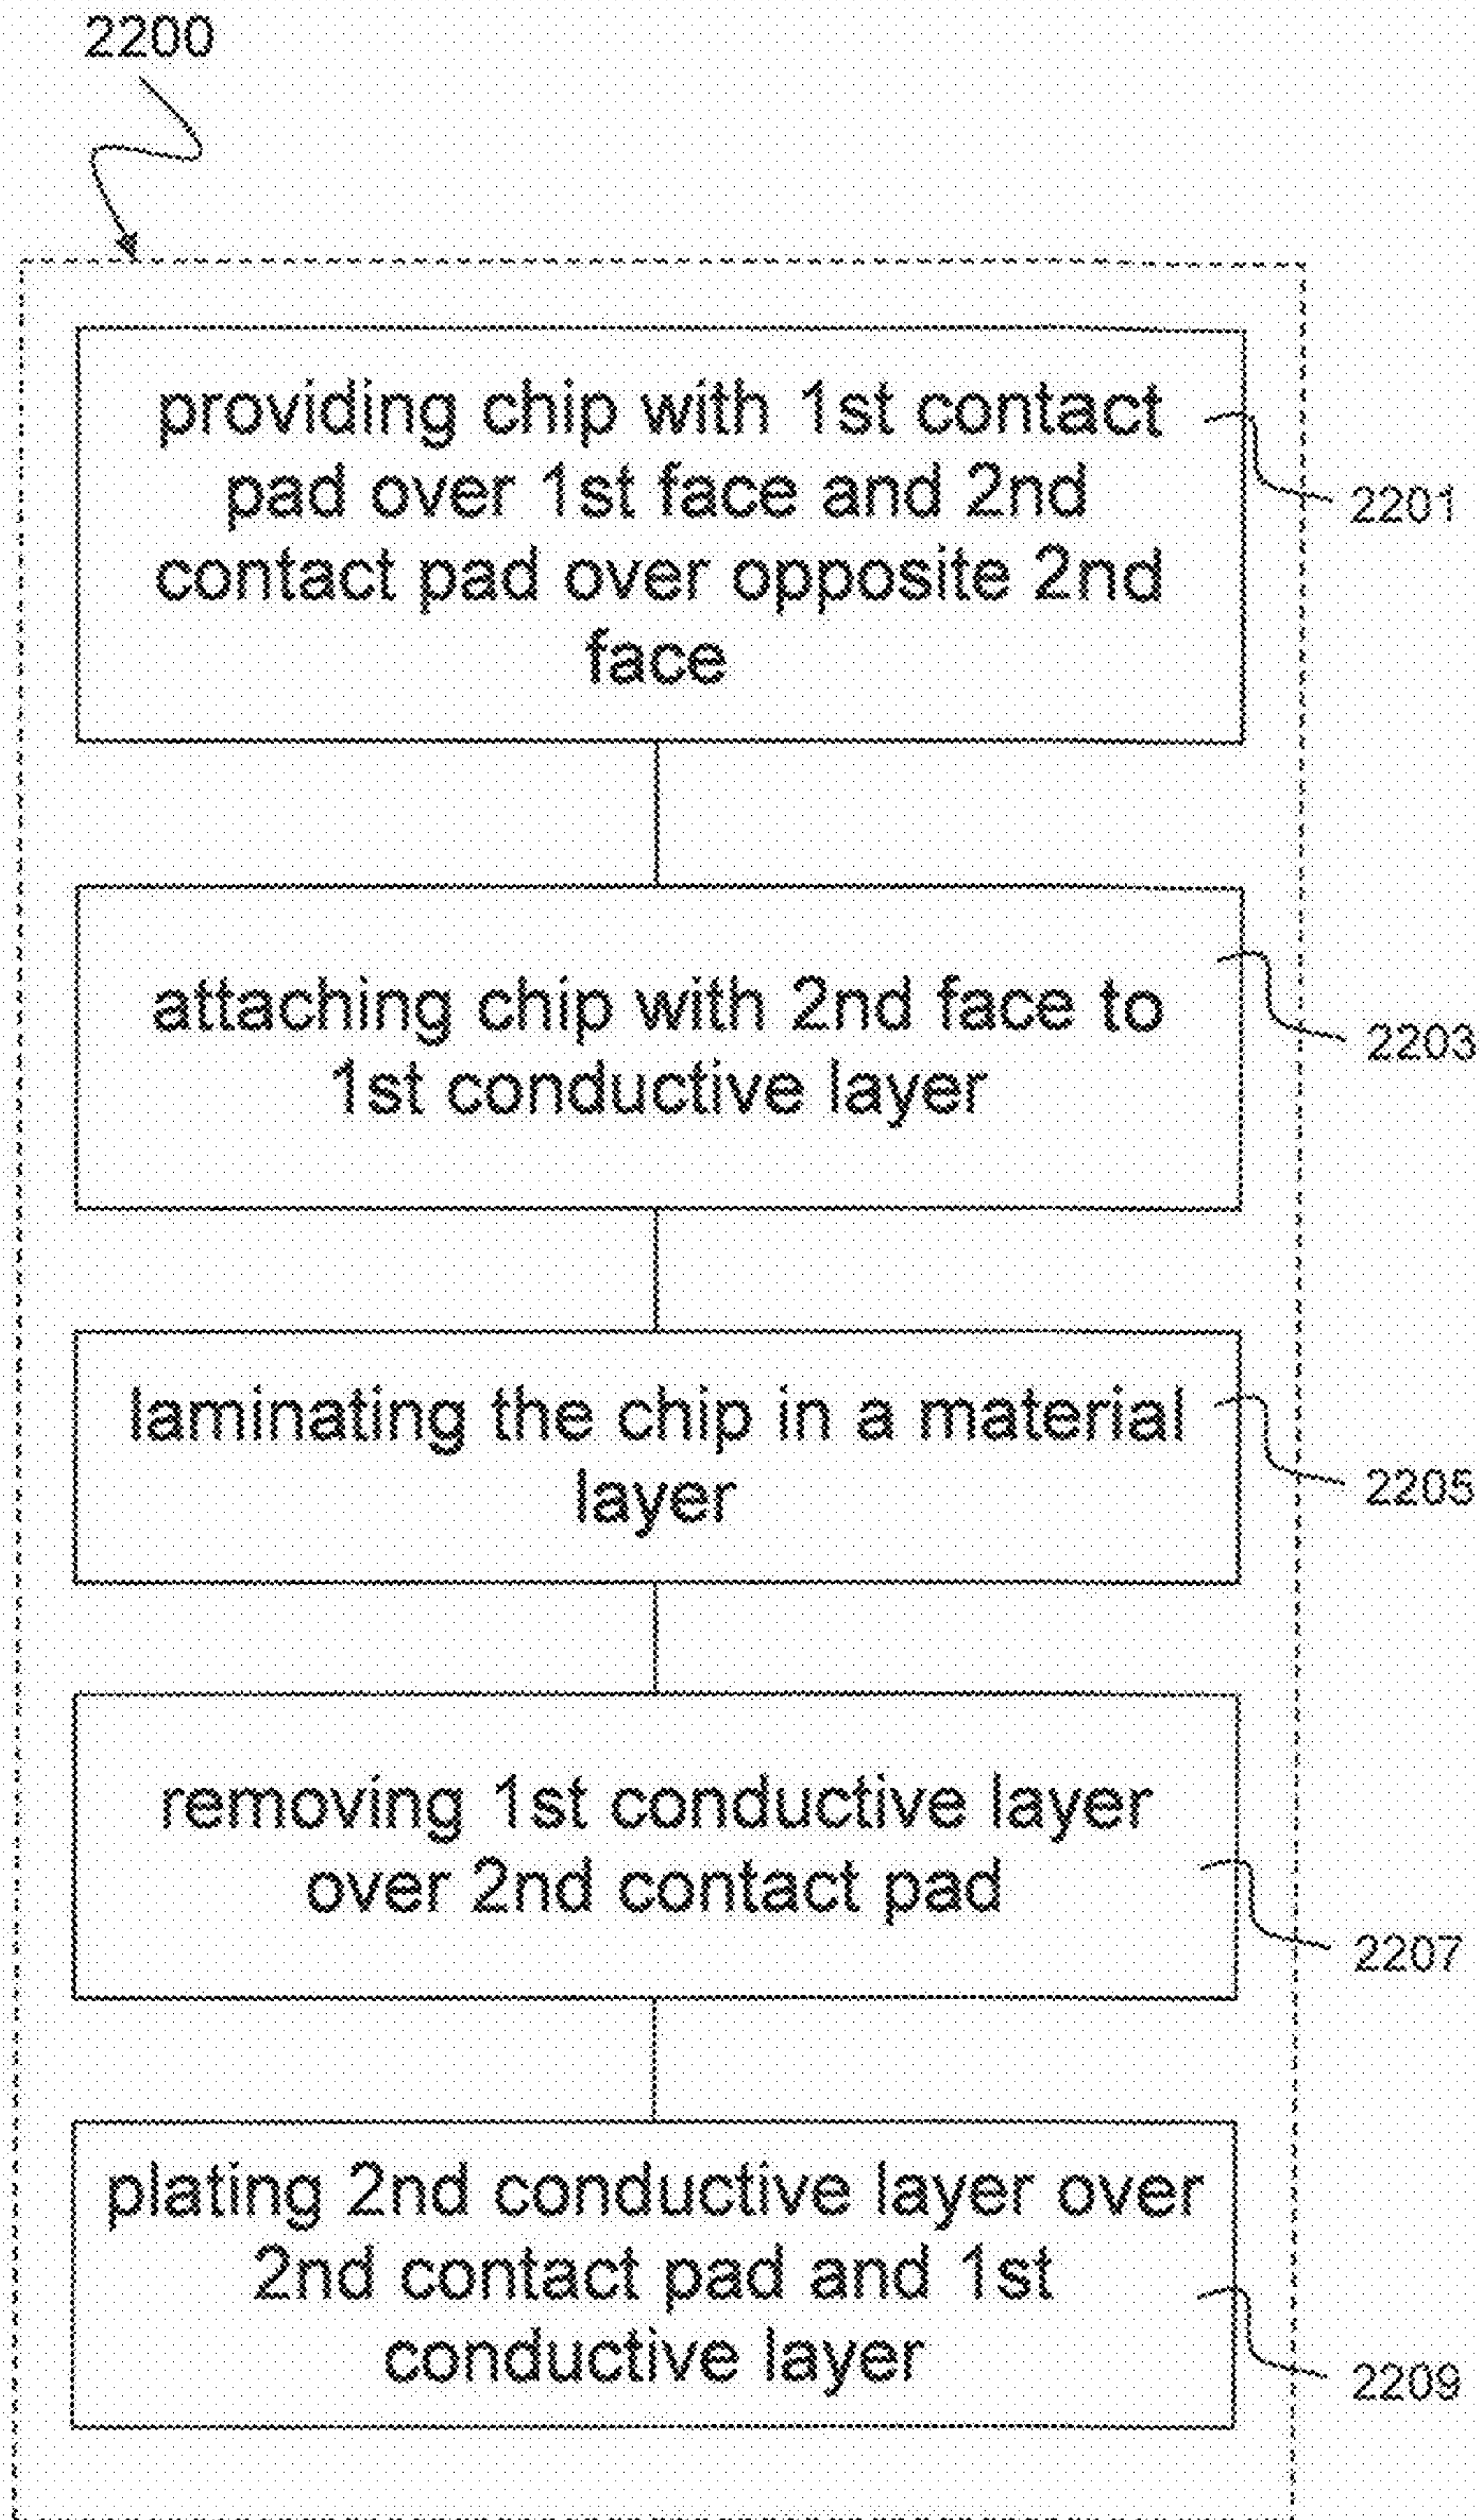 2200
providing chip with 1st contact
pad over 1st face and 2nd
contact pad over opposite 2nd
face
2201
attaching chip with 2nd face to
1st conductive layer
2203
laminating the chip in a material
layer
2205
removing 1st conductive layer
over 2nd contact pad
2207
plating 2nd conductive layer over
2nd contact pad and 1st
conductive layer
2209